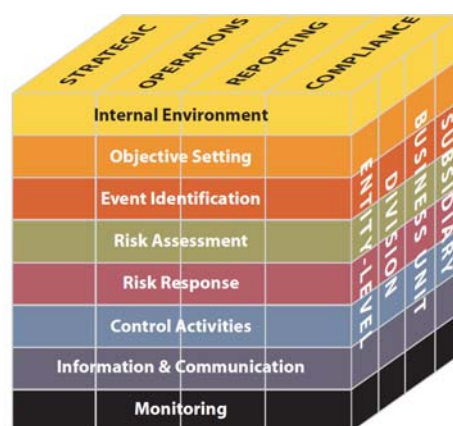 STRATEGIC
OPERATIONS
REPORTING
COMPLIANCE
Internal Environment
Objective Setting
Event Identification
Risk Assessment
Risk Response
Control Activities
Information & Communication
Monitoring
ENTITY-LEVEL
DIVISION
BUSINESS UNIT
SUBSIDIARY